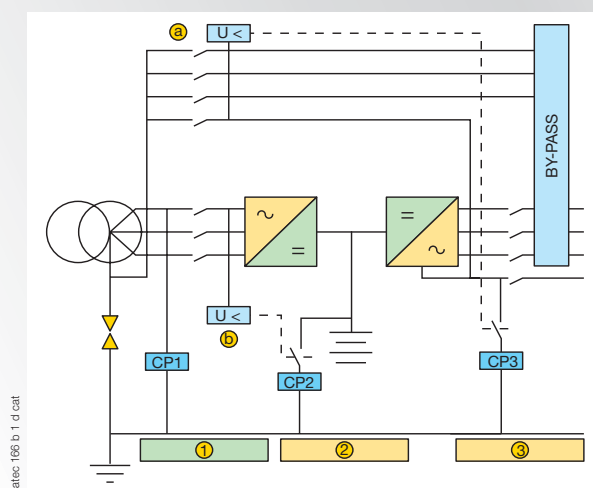 a
U <
BY-PASS
~
=
=
~
U <
b
CP1
CP2
CP3
1
2
3
atec 166 b 1 d cat